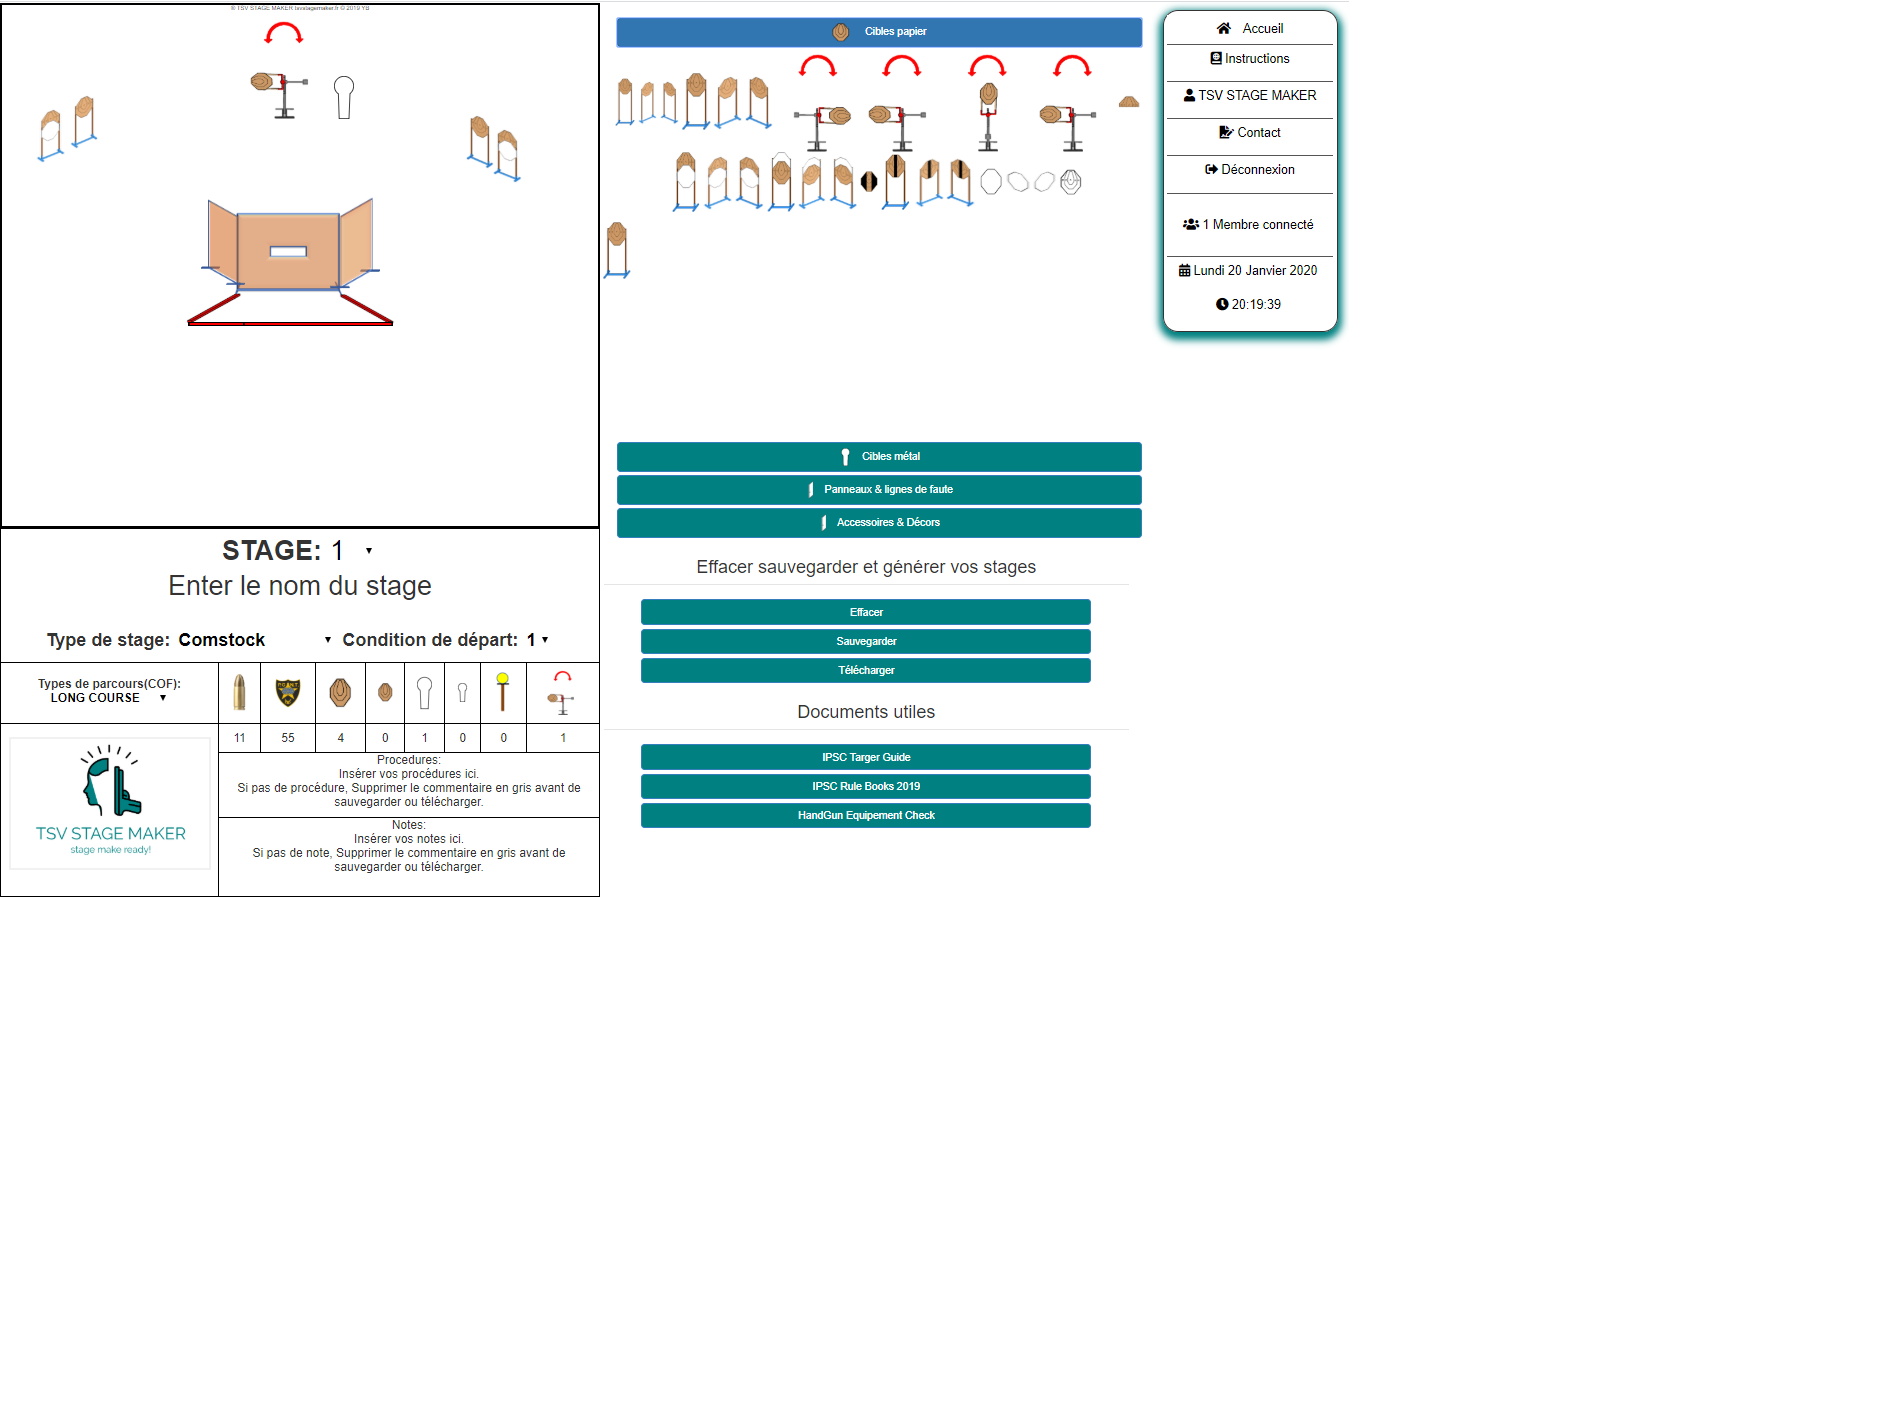 ® TSV STAGE MAKER tsvstagemaker.fr © 2019 YB
STAGE: 1
Enter le nom du stage
Type de stage: Comstock
Condition de départ: 1
Types de parcours(COF):
LONG COURSE
11 55 4 0 1 0 0 1
Procedures:
Insérer vos procédures ici.
Si pas de procédure, Supprimer le commentaire en gris avant de
sauvegarder ou télécharger.
Notes:
Insérer vos notes ici.
Si pas de note, Supprimer le commentaire en gris avant de
sauvegarder ou télécharger.
TSV STAGE MAKER
stage make ready!
Cibles papier
Cibles métal
Panneaux & lignes de faute
Accessoires & Décors
Effacer sauvegarder et générer vos stages
Effacer
Sauvegarder
Télécharger
Documents utiles
IPSC Targer Guide
IPSC Rule Books 2019
HandGun Equipement Check
Accueil
Instructions
TSV STAGE MAKER
Contact
Déconnexion
1 Membre connecté
Lundi 20 Janvier 2020
20:19:39